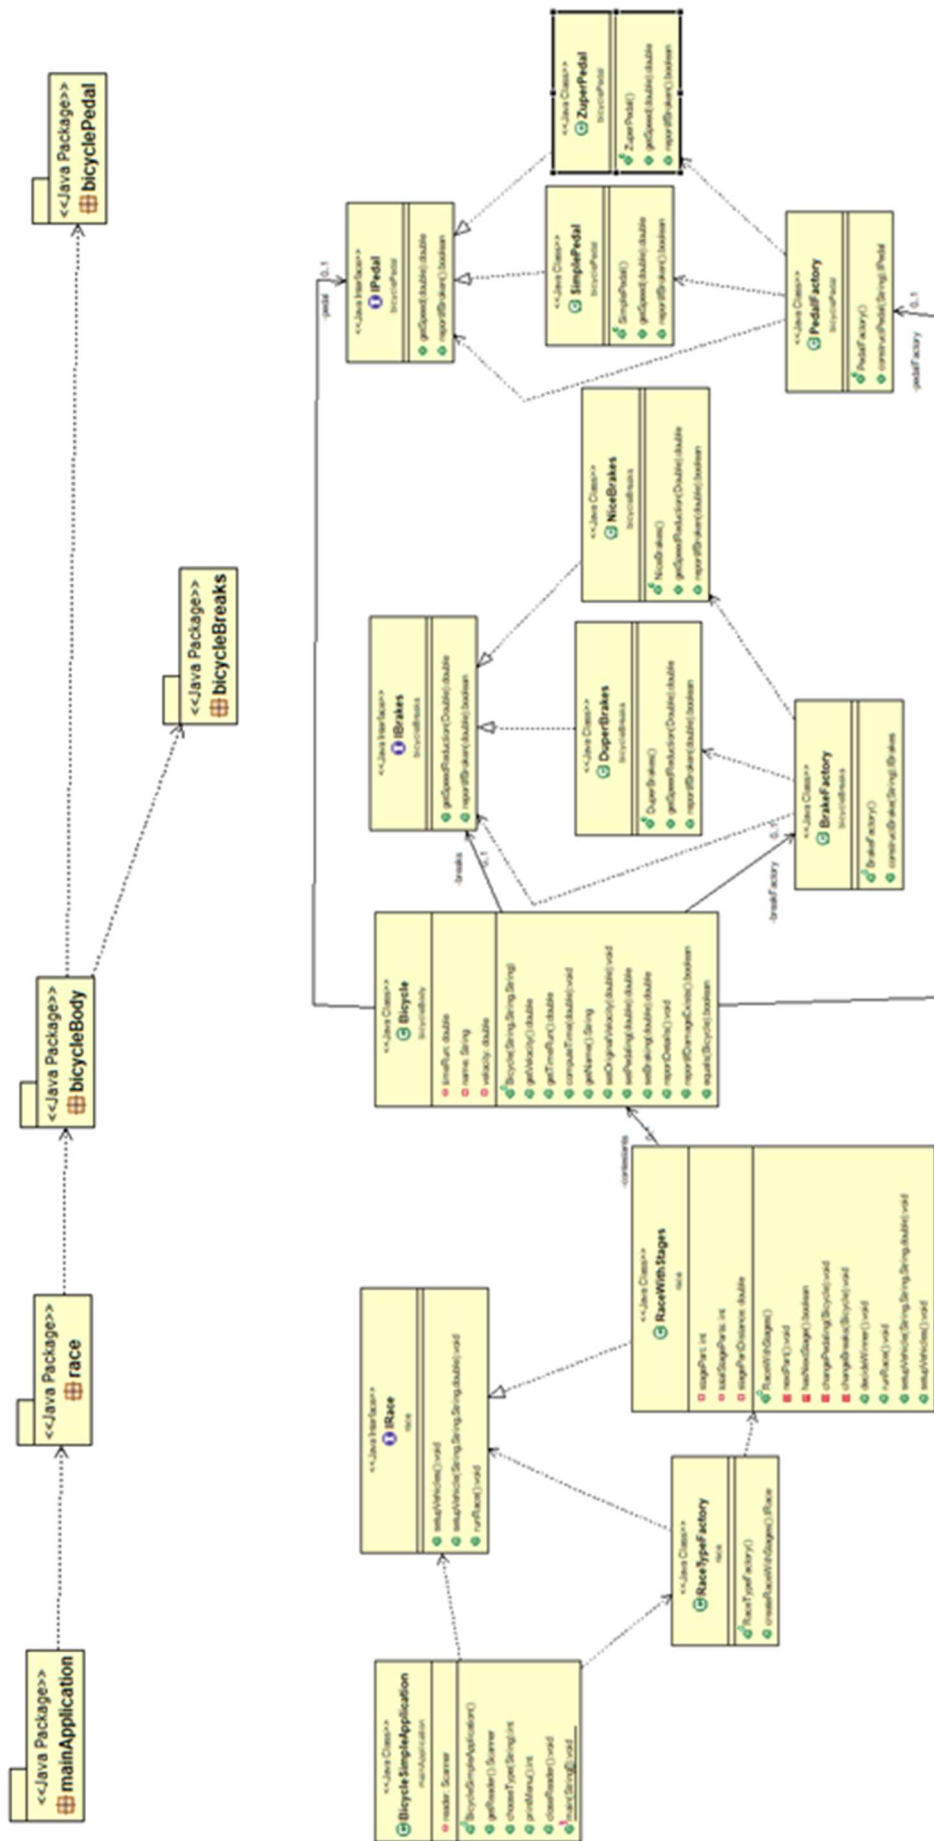 <<Java Package>>
mainApplication
<<Java Package>>
race
<<Java Package>>
bicycleBody
<<Java Package>>
bicycleBreaks
<<Java Package>>
bicyclePedal
<<Java Class>>
BicycleSimpleApplication
mainApplication
reader: Scanner
BicycleSimpleApplication()
getReader():Scanner
chooseType(String):int
printMenu():int
closeReader():void
main(String[]):void
<<Java Interface>>
IRace
race
setupVehicles():void
setupVehicle(String,String,String,double):void
runRace():void
<<Java Class>>
RaceTypeFactory
race
RaceTypeFactory()
createRaceWithStages():IRace
<<Java Class>>
RaceWithStages
race
stagePart: int
totalStageParts: int
stagePartDistance: double
RaceWithStages()
nextPart():void
hasNextStage():boolean
changePedaling(Bicycle):void
changeBreaks(Bicycle):void
decideWinner():void
runRace():void
setupVehicle(String,String,String,double):void
setupVehicles():void
-contestants
<<Java Class>>
Bicycle
bicycleBody
timeRun: double
name: String
velocity: double
Bicycle(String,String,String)
getVelocity():double
getTimeRun():double
computeTime(double):void
getName():String
setOriginalVelocity(double):void
setPedaling(double):double
setBraking(double):double
reportDetails():void
reportDamageExists():boolean
equals(Bicycle):boolean
-breaks
0..1
-breakFactory
0..1
-pedal
0..1
<<Java Interface>>
IBrakes
bicycleBreaks
getSpeedReduction(Double):double
reportIfBroken(double):boolean
<<Java Class>>
DuperBrakes
bicycleBreaks
DuperBrakes()
getSpeedReduction(Double):double
reportIfBroken(double):boolean
<<Java Class>>
NiceBrakes
bicycleBreaks
NiceBrakes()
getSpeedReduction(Double):double
reportIfBroken(double):boolean
<<Java Class>>
BrakeFactory
bicycleBreaks
BrakeFactory()
construcBrake(String):IBrakes
<<Java Interface>>
IPedal
bicyclePedal
getSpeed(double):double
reportIfBroken():boolean
<<Java Class>>
SimplePedal
bicyclePedal
SimplePedal()
getSpeed(double):double
reportIfBroken():boolean
<<Java Class>>
ZuperPedal
bicyclePedal
ZuperPedal()
getSpeed(double):double
reportIfBroken():boolean
<<Java Class>>
PedalFactory
bicyclePedal
PedalFactory()
constructPedal(String):IPedal
-pedalFactory
0..1